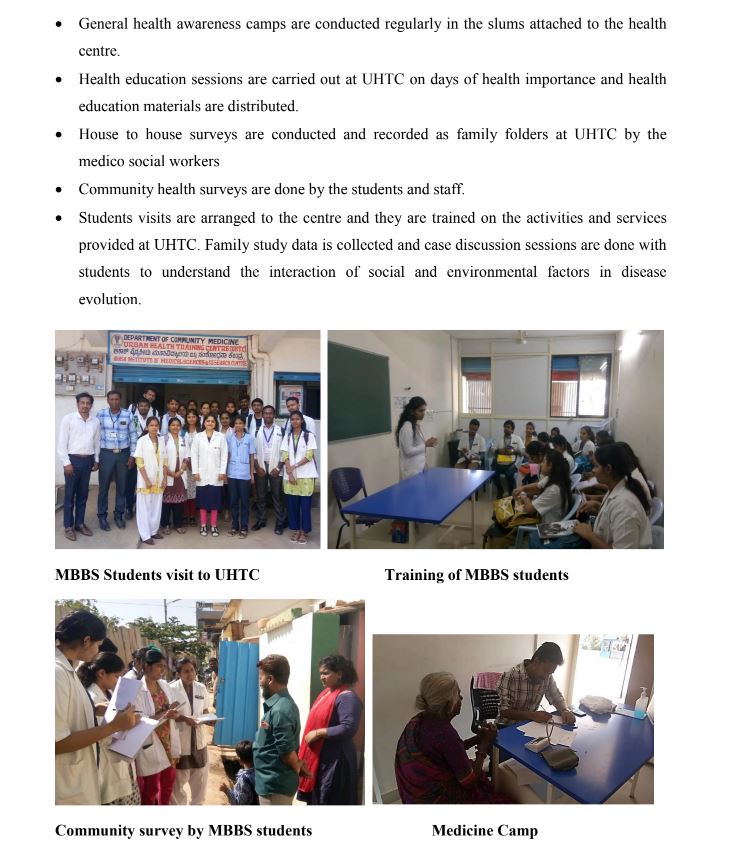 • General health awareness camps are conducted regularly in the slums attached to the health
centre.
• Health education sessions are carried out at UHTC on days of health importance and health
education materials are distributed.
• House to house surveys are conducted and recorded as family folders at UHTC by the
medico social workers
• Community health surveys are done by the students and staff.
• Students visits are arranged to the centre and they are trained on the activities and services
provided at UHTC. Family study data is collected and case discussion sessions are done with
students to understand the interaction of social and environmental factors in disease
evolution.
DEPARTMENT OF COMMUNITY MEDICINE
URBAN HEALTH TRAINING CENTRE (UHTC)
INSTITUTE OF MEDICAL SCIENCES & RESEARCH CENTRE
MBBS Students visit to UHTC
Training of MBBS students
Community survey by MBBS students
Medicine Camp